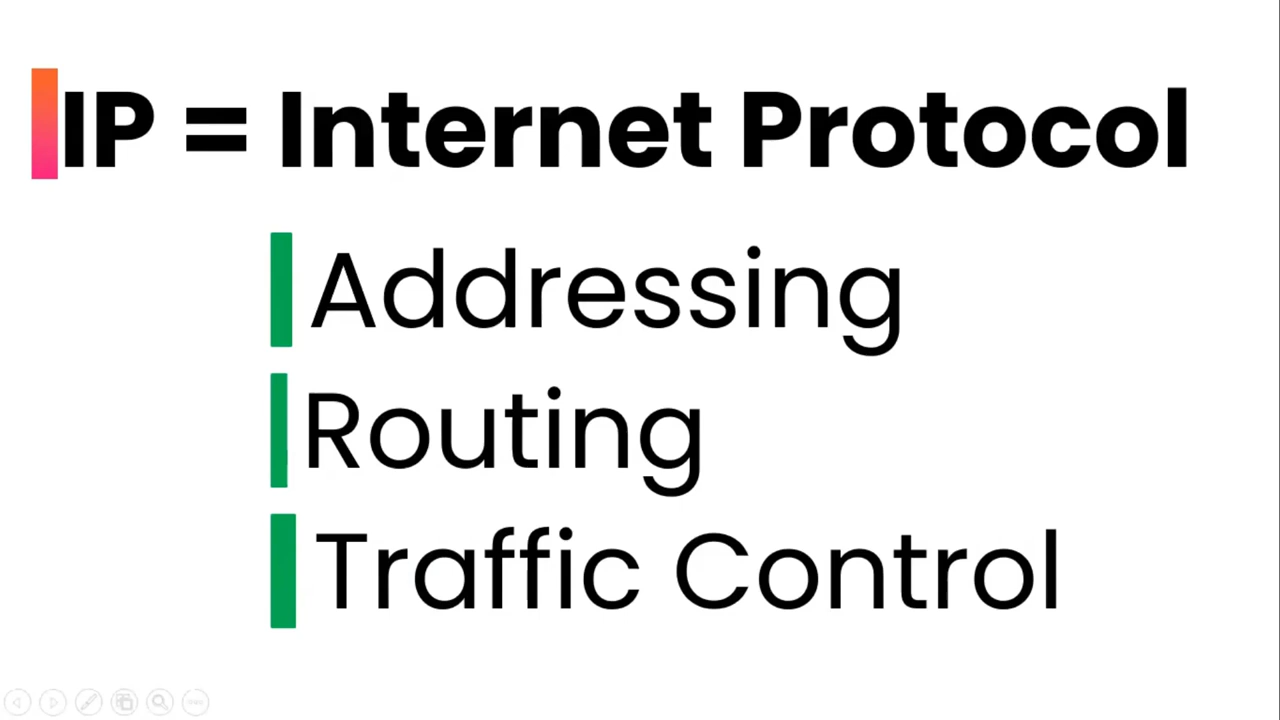 IP = Internet Protocol
Addressing
Routing
Traffic Control